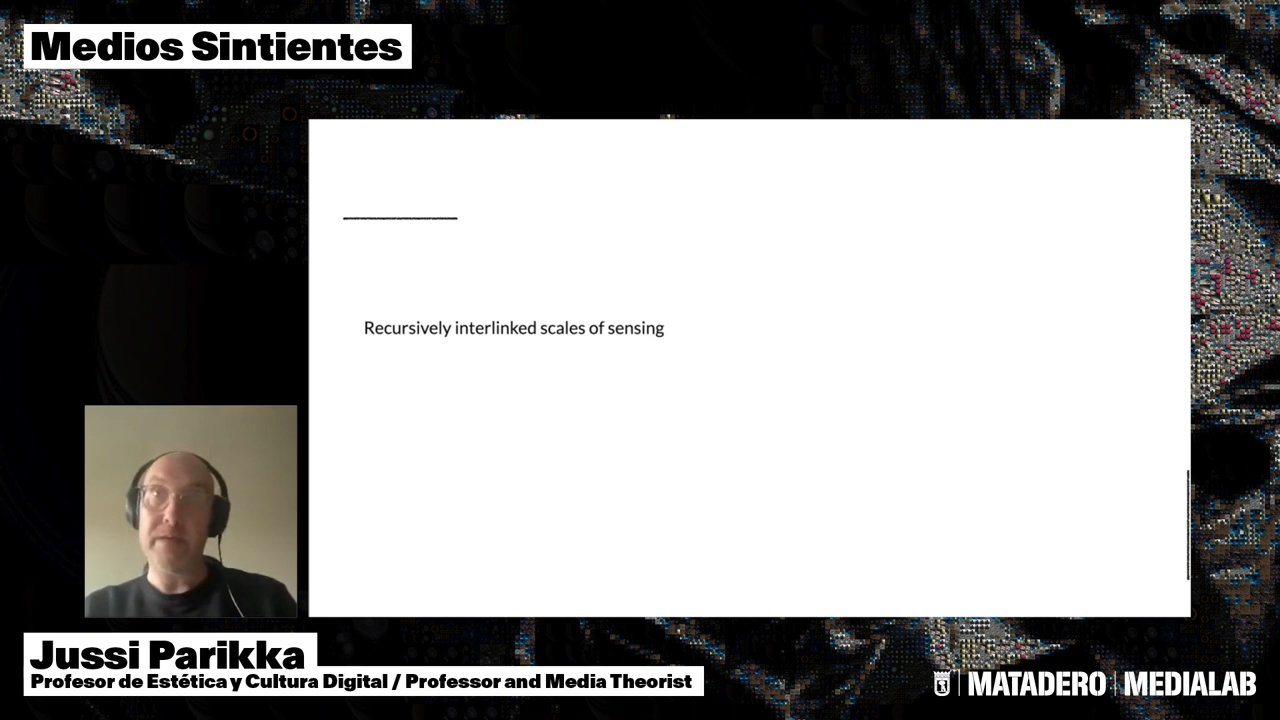 Medios Sintientes
Recursively interlinked scales of sensing
Jussi Parikka
Profesor de Estética y Cultura Digital / Professor and Media Theorist
MATADERO MEDIALAB